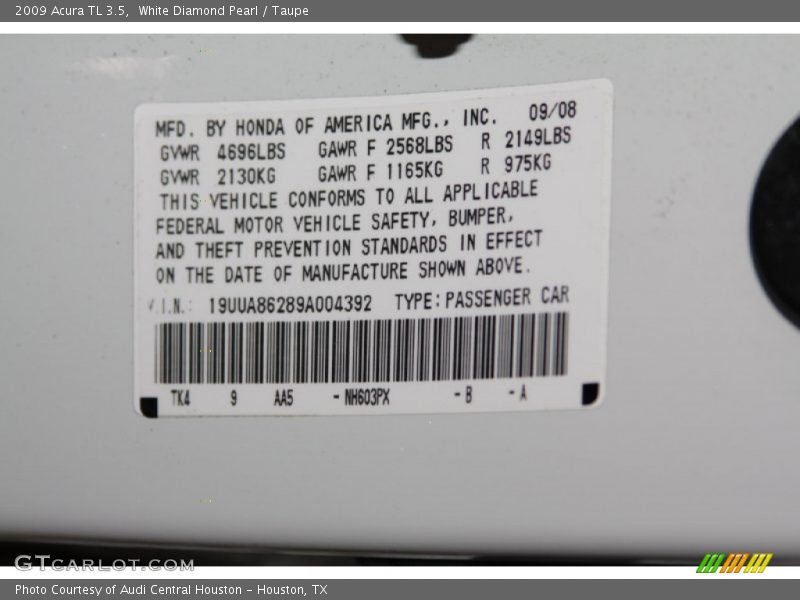 2009 Acura TL 3.5,  White Diamond Pearl / Taupe
MFD. BY HONDA OF AMERICA MFG., INC. 09/08
GVWR 4696LBS GAWR F 2568LBS R 2149LBS
GVWR 2130KG GAWR F 1165KG R 975KG
THIS VEHICLE CONFORMS TO ALL APPLICABLE
FEDERAL MOTOR VEHICLE SAFETY, BUMPER,
AND THEFT PREVENTION STANDARDS IN EFFECT
ON THE DATE OF MANUFACTURE SHOWN ABOVE.
V.I.N.: 19UUA86289A004392 TYPE: PASSENGER CAR
TK4 9 AA5 - NH603PX - B - A
GTCARLOT.COM
Photo Courtesy of Audi Central Houston - Houston, TX